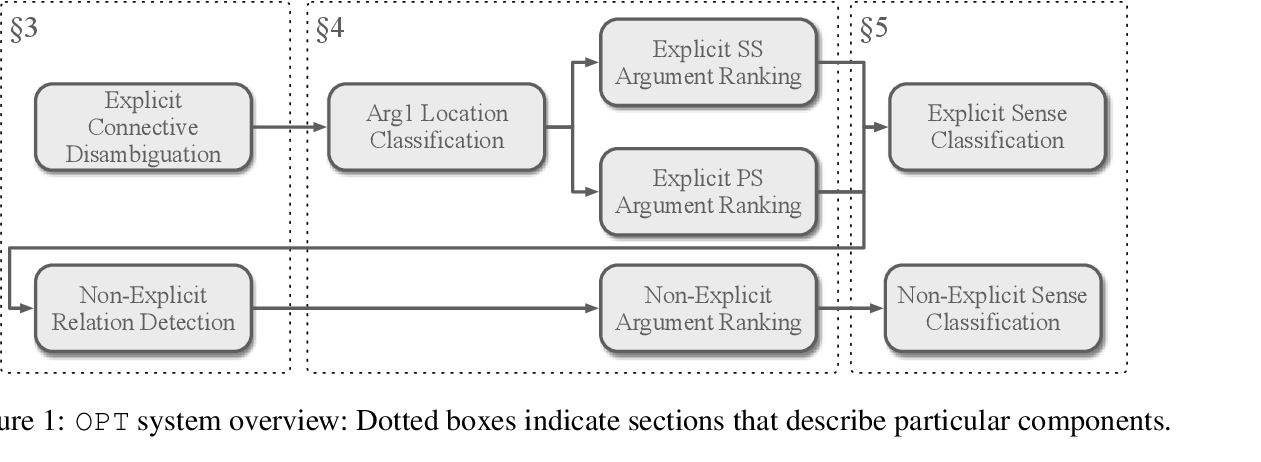 §3
§4
§5
Explicit
Connective
Disambiguation
Arg1 Location
Classification
Explicit SS
Argument Ranking
Explicit PS
Argument Ranking
Explicit Sense
Classification
Non-Explicit
Relation Detection
Non-Explicit
Argument Ranking
Non-Explicit Sense
Classification
ure 1: OPT system overview: Dotted boxes indicate sections that describe particular components.